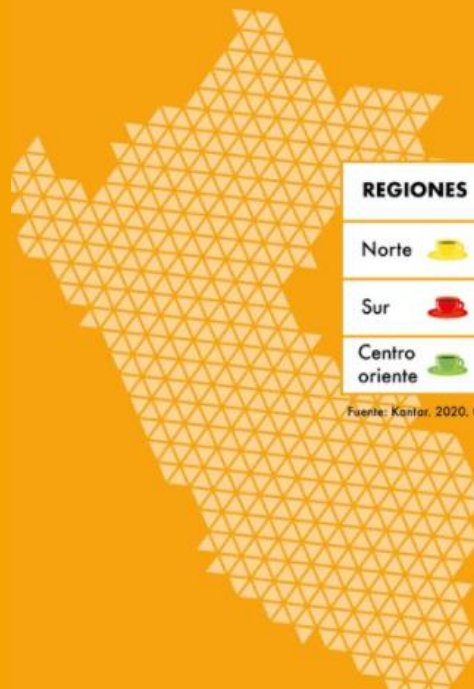 REGIONES
Norte
Sur
Centro
oriente
Fuente: Kantar. 2020.